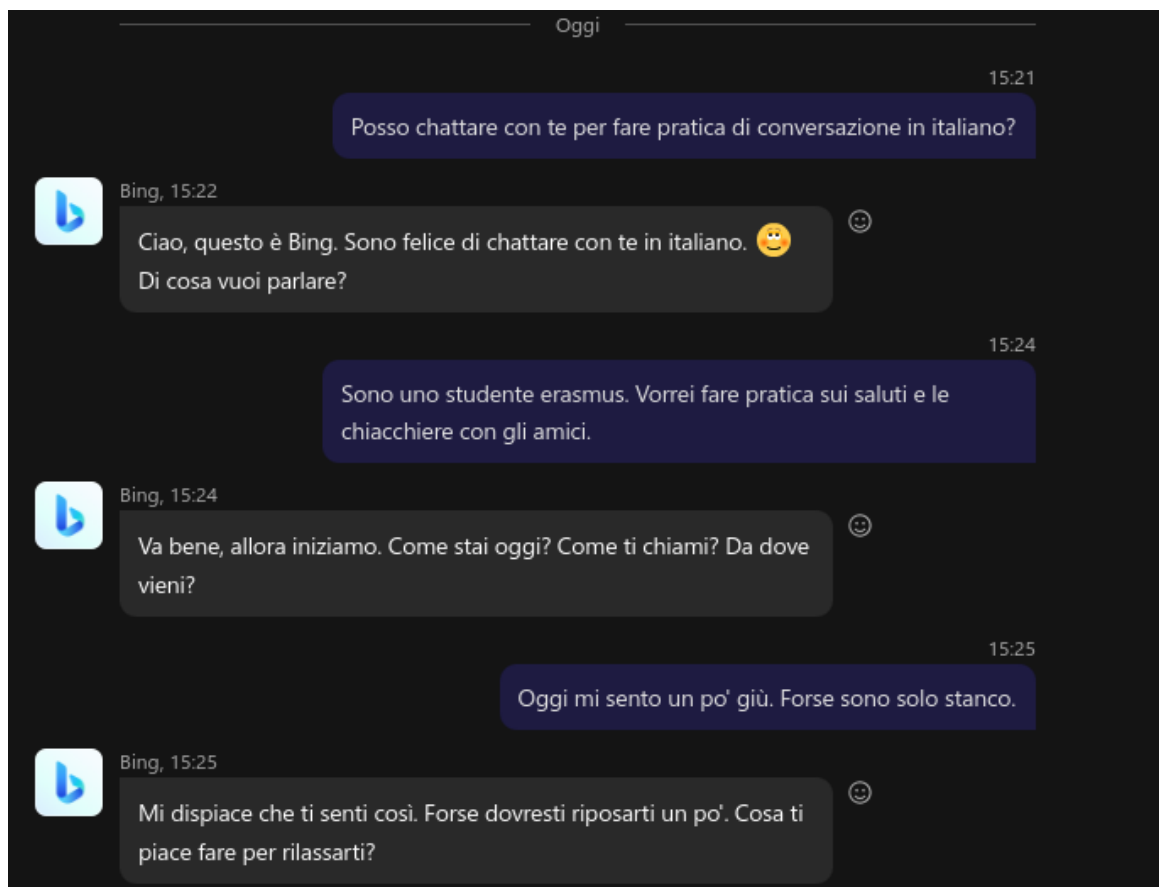 Oggi
15:21
Posso chattare con te per fare pratica di conversazione in italiano?
Bing, 15:22
Ciao, questo è Bing. Sono felice di chattare con te in italiano.
Di cosa vuoi parlare?
15:24
Sono uno studente erasmus. Vorrei fare pratica sui saluti e le
chiacchiere con gli amici.
Bing, 15:24
Va bene, allora iniziamo. Come stai oggi? Come ti chiami? Da dove
vieni?
15:25
Oggi mi sento un po' giù. Forse sono solo stanco.
Bing, 15:25
Mi dispiace che ti senti così. Forse dovresti riposarti un po'. Cosa ti
piace fare per rilassarti?